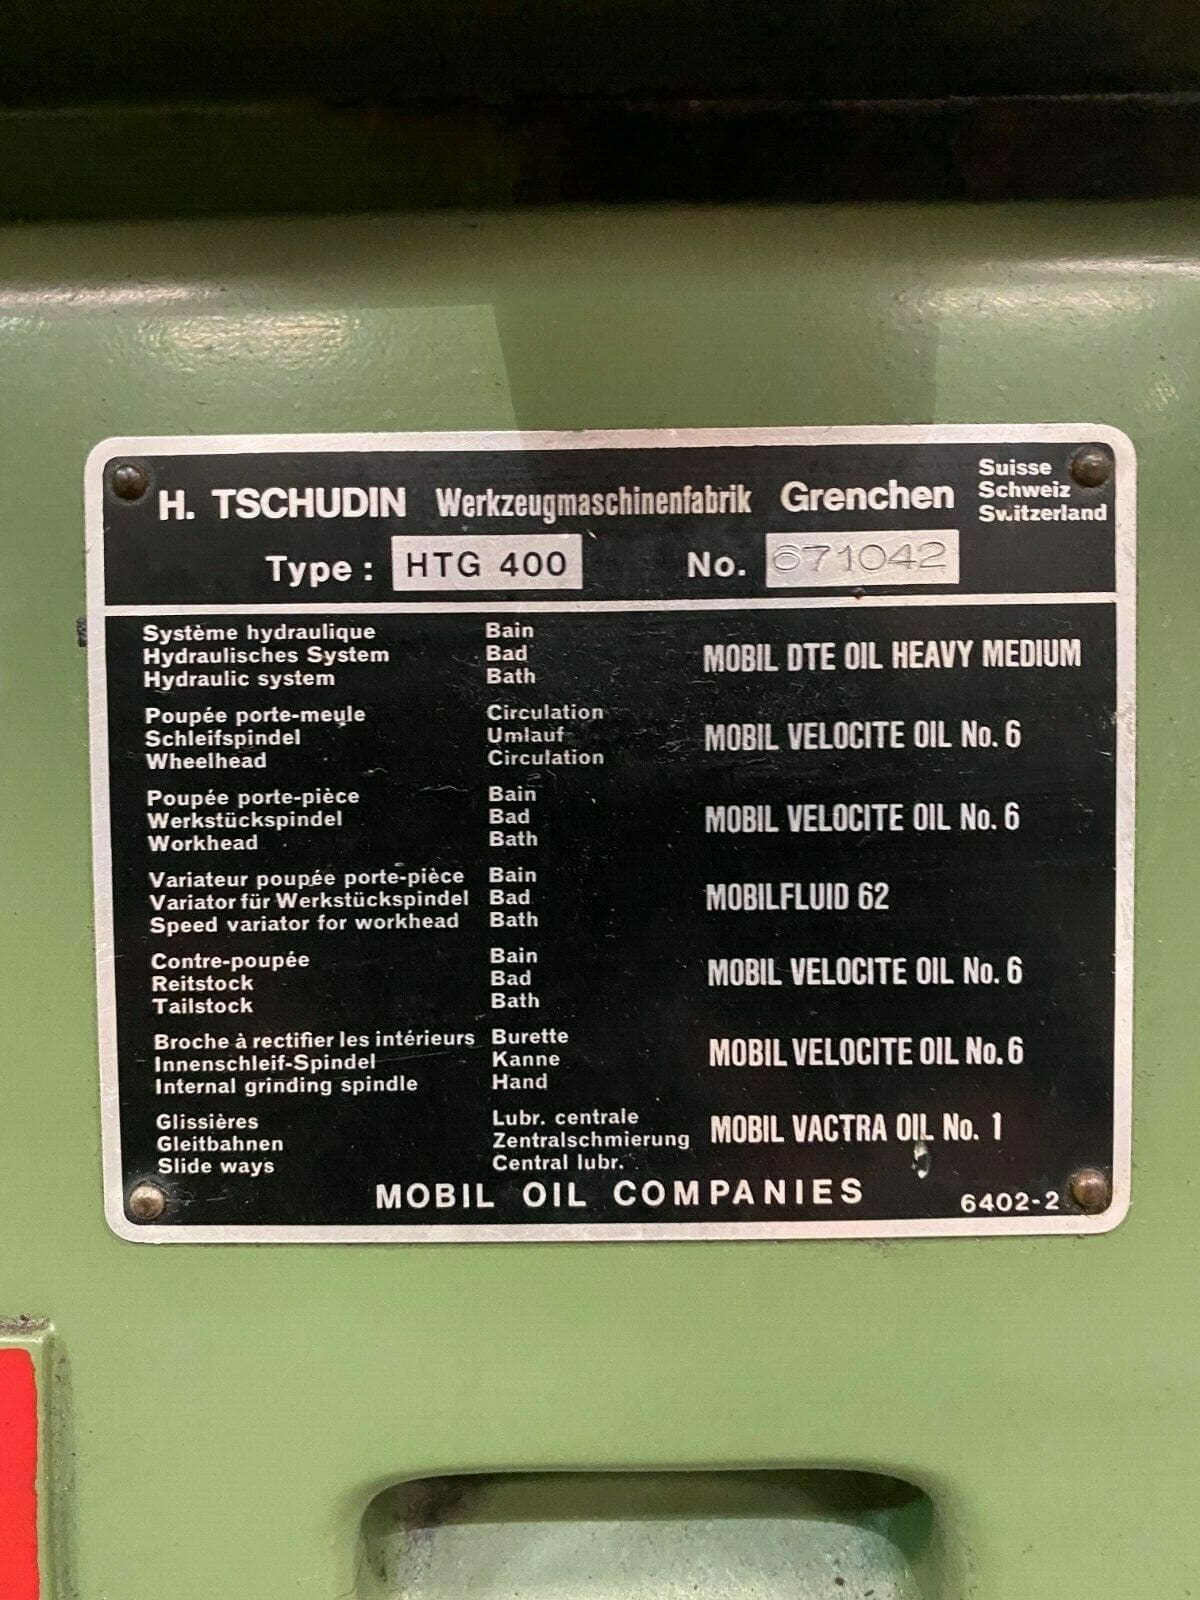 H. TSCHUDIN Werkzeugmaschinenfabrik Grenchen
Suisse
Schweiz
Switzerland
Type: HTG 400 No. 671042
Système hydraulique Bain
Hydraulisches System Bad MOBIL DTE OIL HEAVY MEDIUM
Hydraulic system Bath
Poupée porte-meule Circulation
Schleifspindel Umlauf MOBIL VELOCITE OIL No. 6
Wheelhead Circulation
Poupée porte-pièce Bain
Werkstückspindel Bad MOBIL VELOCITE OIL No. 6
Workhead Bath
Variateur poupée porte-pièce Bain
Variator für Werkstückspindel Bad MOBILFLUID 62
Speed variator for workhead Bath
Contre-poupée Bain
Reitstock Bad MOBIL VELOCITE OIL No. 6
Tailstock Bath
Broche à rectifier les intérieurs Burette
Innenschleif-Spindel Kanne MOBIL VELOCITE OIL No. 6
Internal grinding spindle Hand
Glissières Lubr. centrale
Gleitbahnen Zentralschmierung MOBIL VACTRA OIL No. 1
Slide ways Central lubr.
MOBIL OIL COMPANIES 6402-2